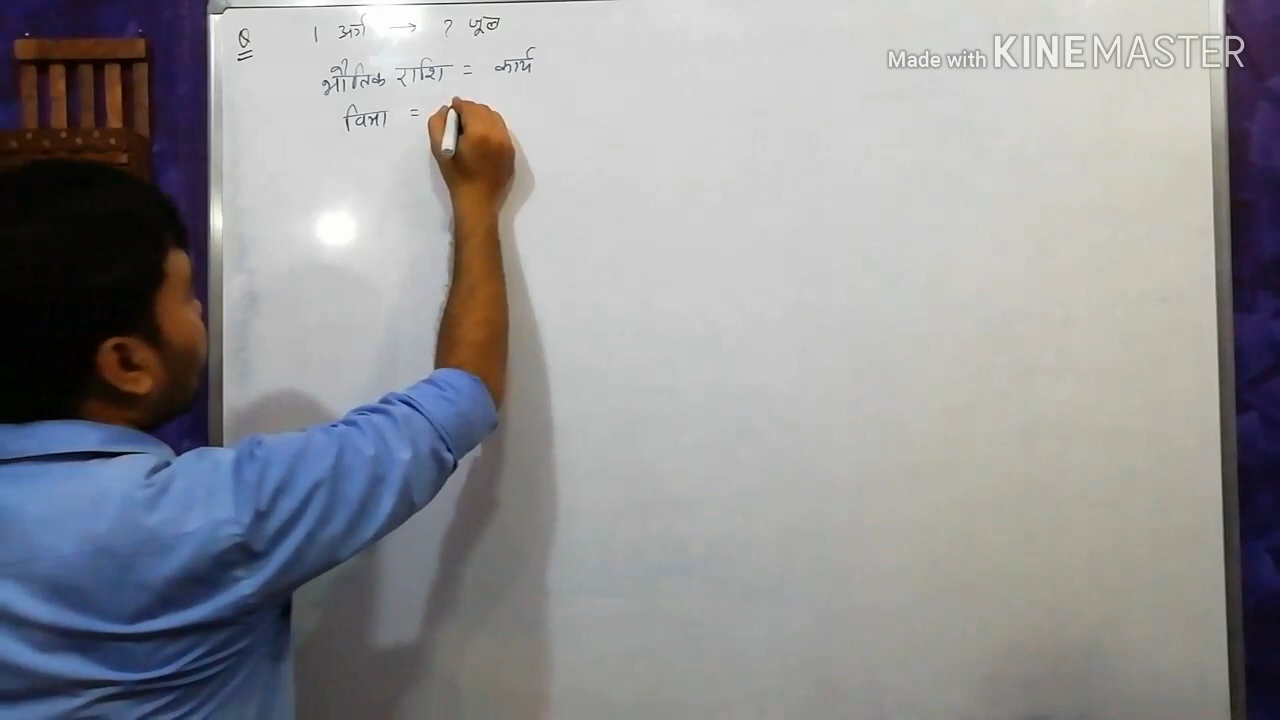 Q 1 अर्ग → ? जूल
भौतिक राशि = कार्य
विमा =
Made with KINEMASTER